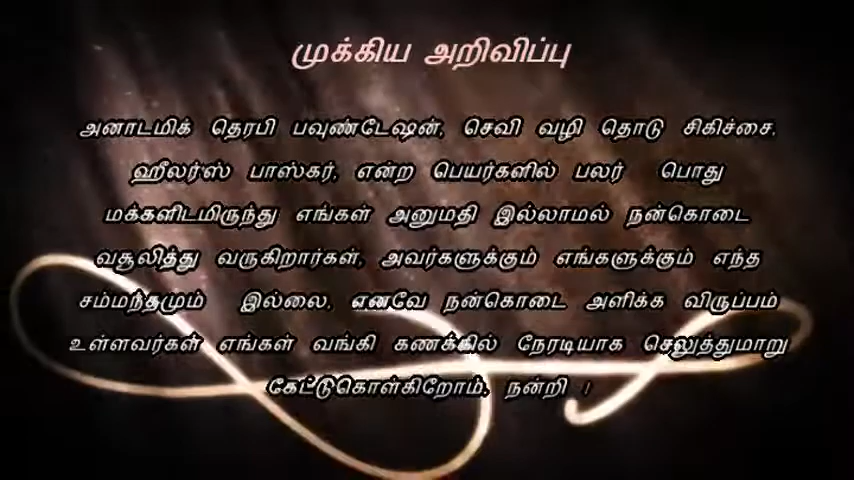 முக்கிய அறிவிப்பு
அனாடமிக் தெரபி பவுண்டேஷன், செவி வழி தொடு சிகிச்சை,
ஹீலர்ஸ் பாஸ்கர், என்ற பெயர்களில் பலர் பொது
மக்களிடமிருந்து எங்கள் அனுமதி இல்லாமல் நன்கொடை
வசூலித்து வருகிறார்கள், அவர்களுக்கும் எங்களுக்கும் எந்த
சம்மந்தமும் இல்லை, எனவே நன்கொடை அளிக்க விருப்பம்
உள்ளவர்கள் எங்கள் வங்கி கணக்கில் நேரடியாக செலுத்துமாறு
கேட்டுகொள்கிறோம். நன்றி !